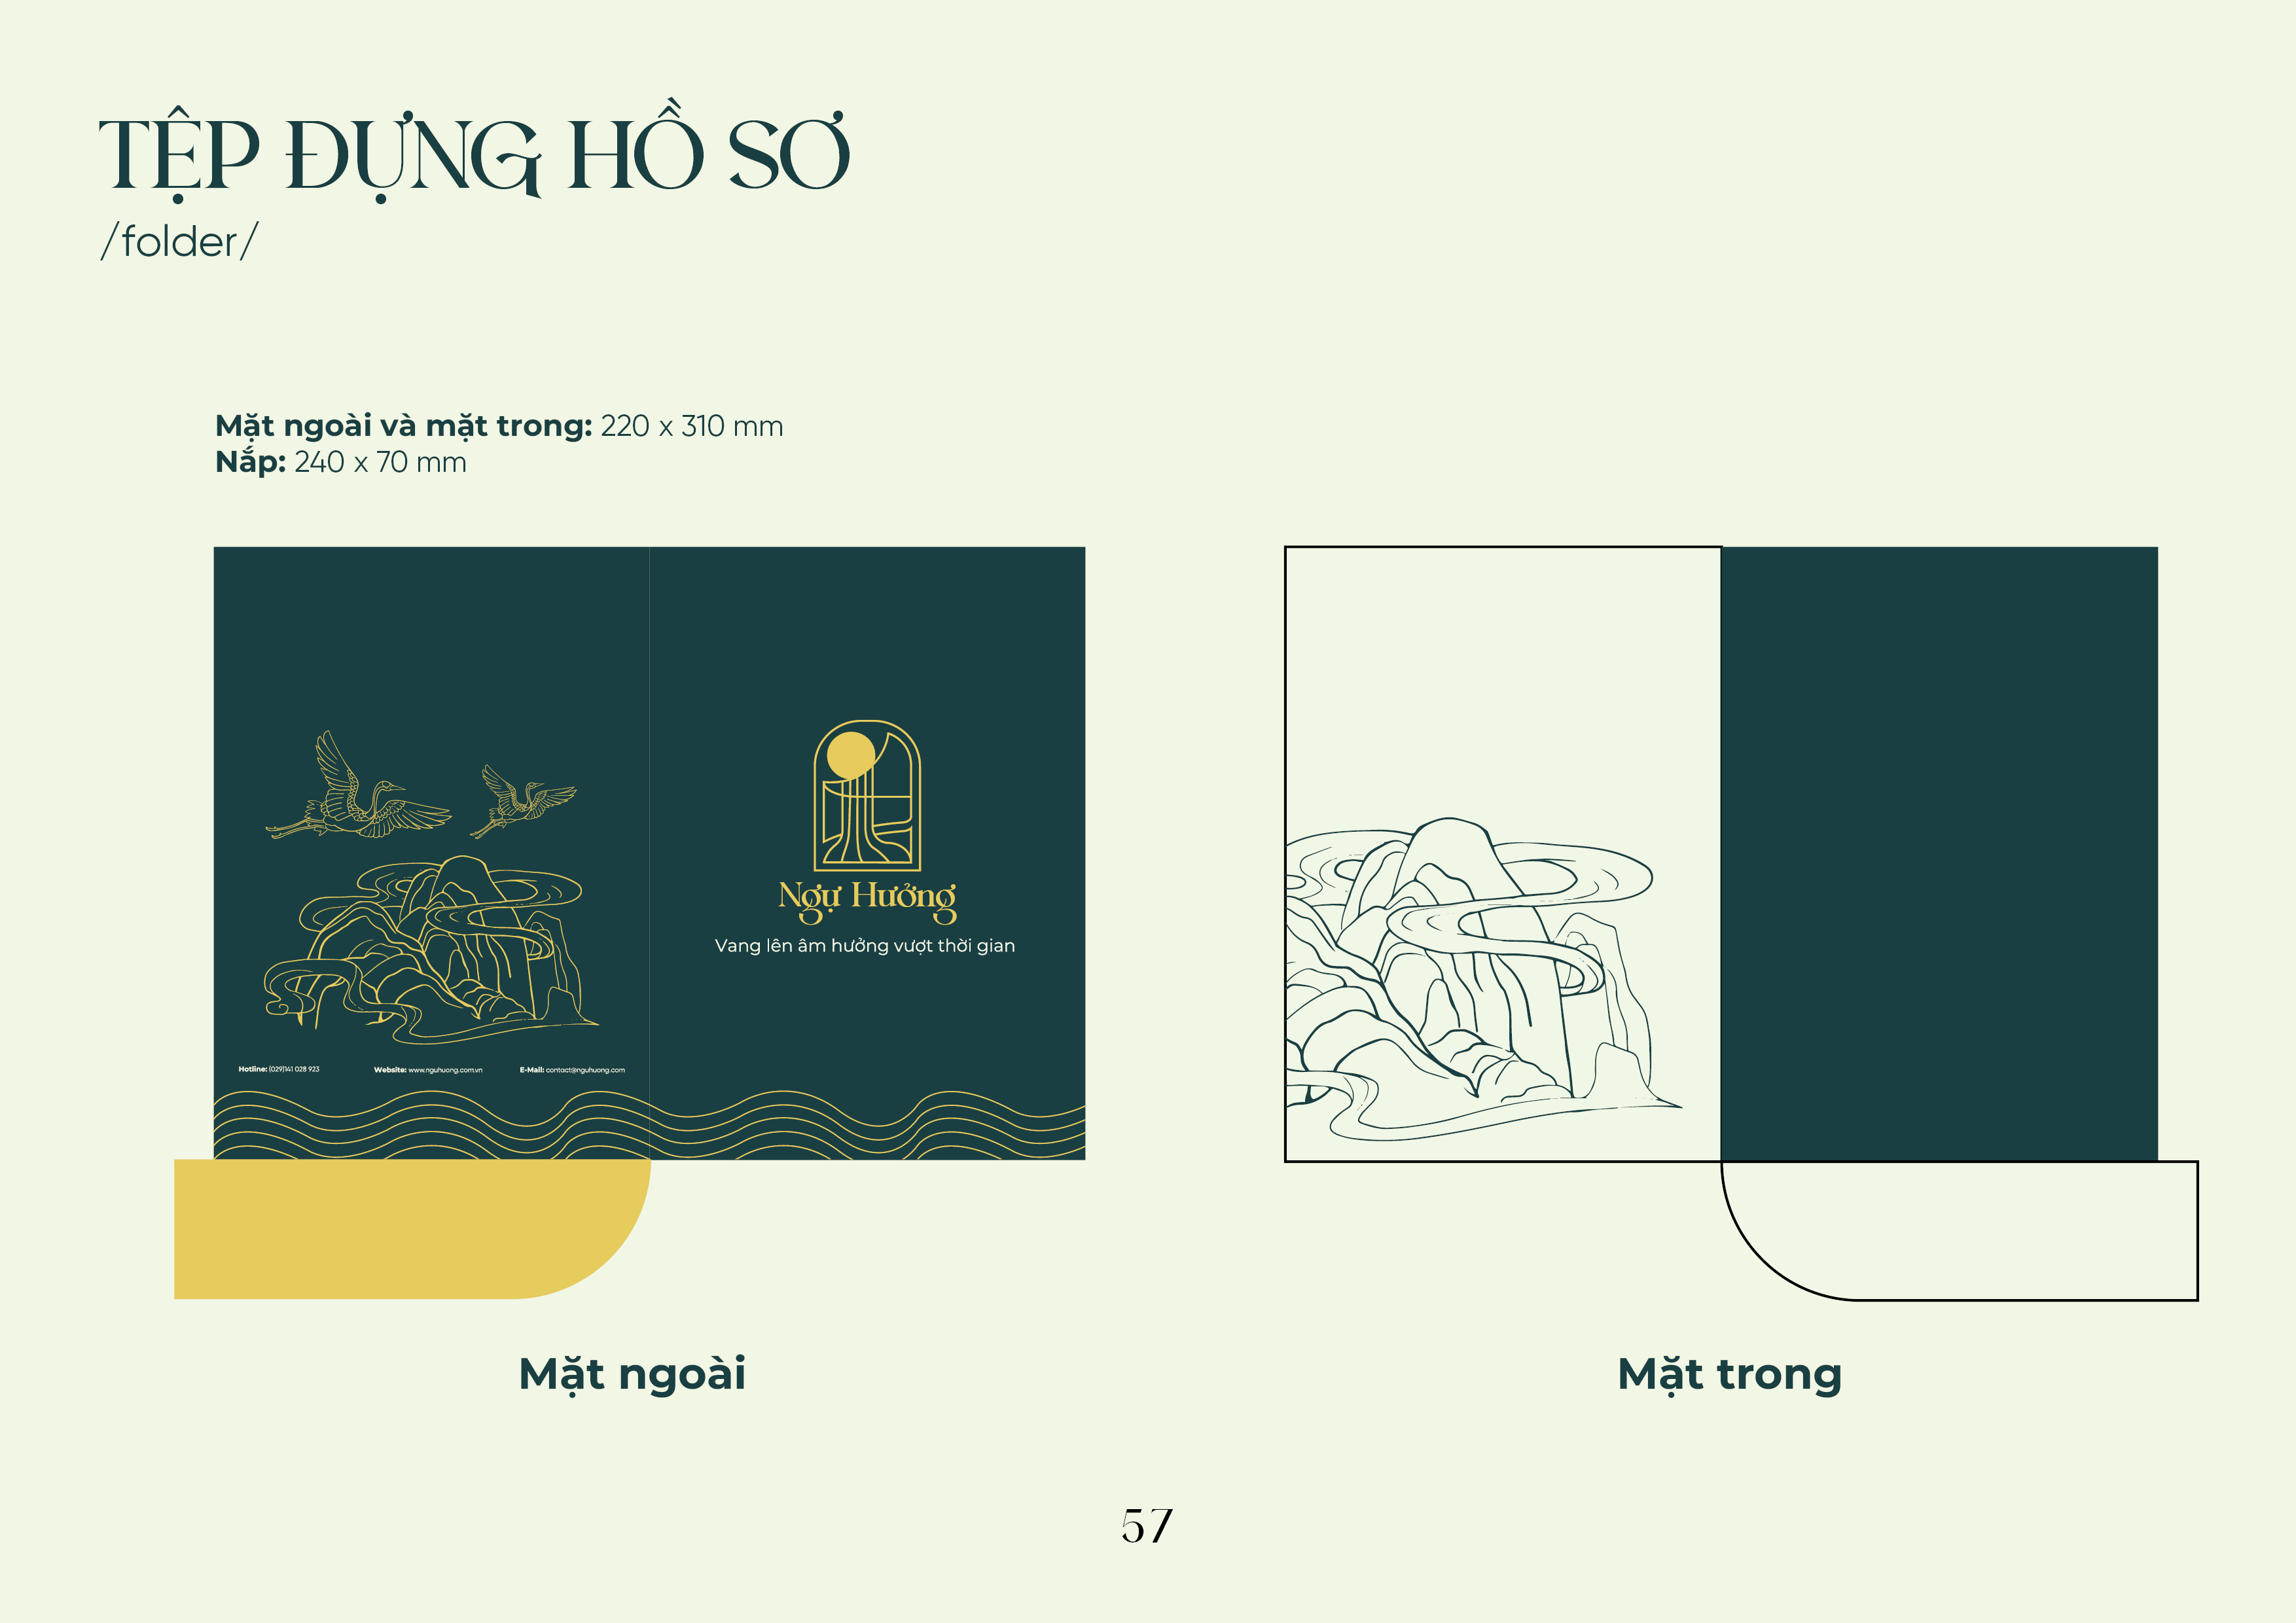 TỆP ĐỰNG HỒ SƠ
/folder/
Mặt ngoài và mặt trong: 220 x 310 mm
Nắp: 240 x 70 mm
Ngự Hưởng
Vang lên âm hưởng vượt thời gian
Hotline: (029)141 028 923 Website: www.nguhuong.com.vn E-Mail: contact@nguhuong.com
Mặt ngoài
Mặt trong
57